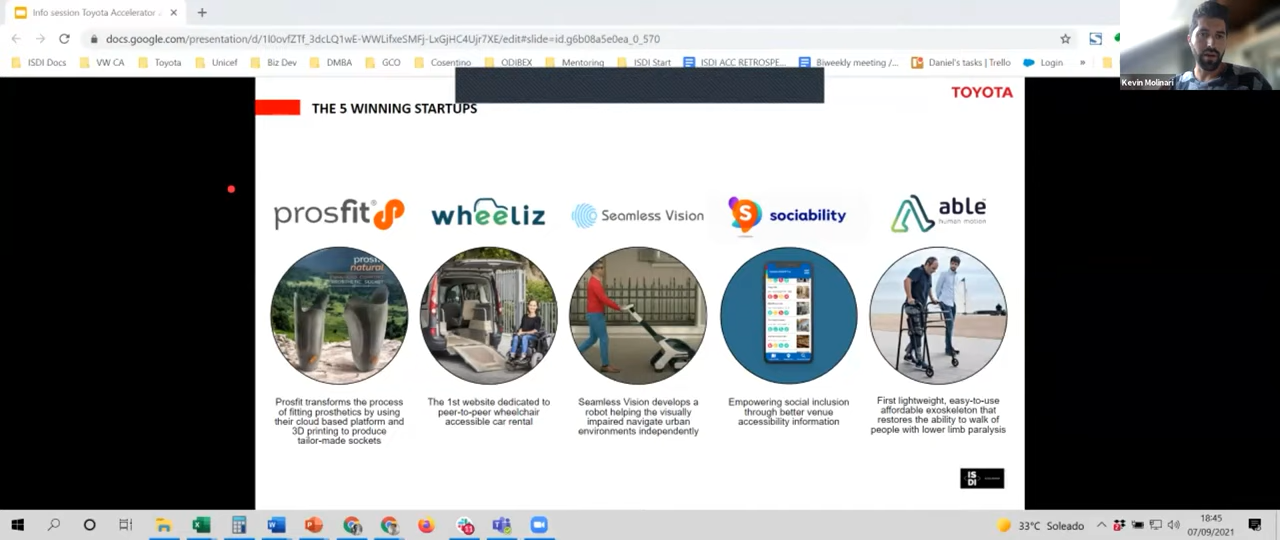 Info session Toyota Accelerator
docs.google.com/presentation/d/1l0ovfZTf_3dcLQ1wE-WWLifxeSMFj-LxGjHC4Ujr7XE/edit#slide=id.g6b08a5e0ea_0_570
ISDI Docs VW CA Toyota Unicef Biz Dev DMBA GCO Cosentino ODIBEX Mentoring ISDI Start ISDI ACC RETROSPE... Biweekly meeting /... Daniel's tasks | Trello Login »
Kevin Molinari
TOYOTA
THE 5 WINNING STARTUPS
prosfit wheeliz Seamless Vision S sociability able
human motion
prosfit
natural
Prosfit transforms the process
of fitting prosthetics by using
their cloud based platform and
3D printing to produce
tailor-made sockets
The 1st website dedicated to
peer-to-peer wheelchair
accessible car rental
Seamless Vision develops a
robot helping the visually
impaired navigate urban
environments independently
Empowering social inclusion
through better venue
accessibility information
First lightweight, easy-to-use
affordable exoskeleton that
restores the ability to walk of
people with lower limb paralysis
IS
DI
33°C Soleado
18:45
07/09/2021